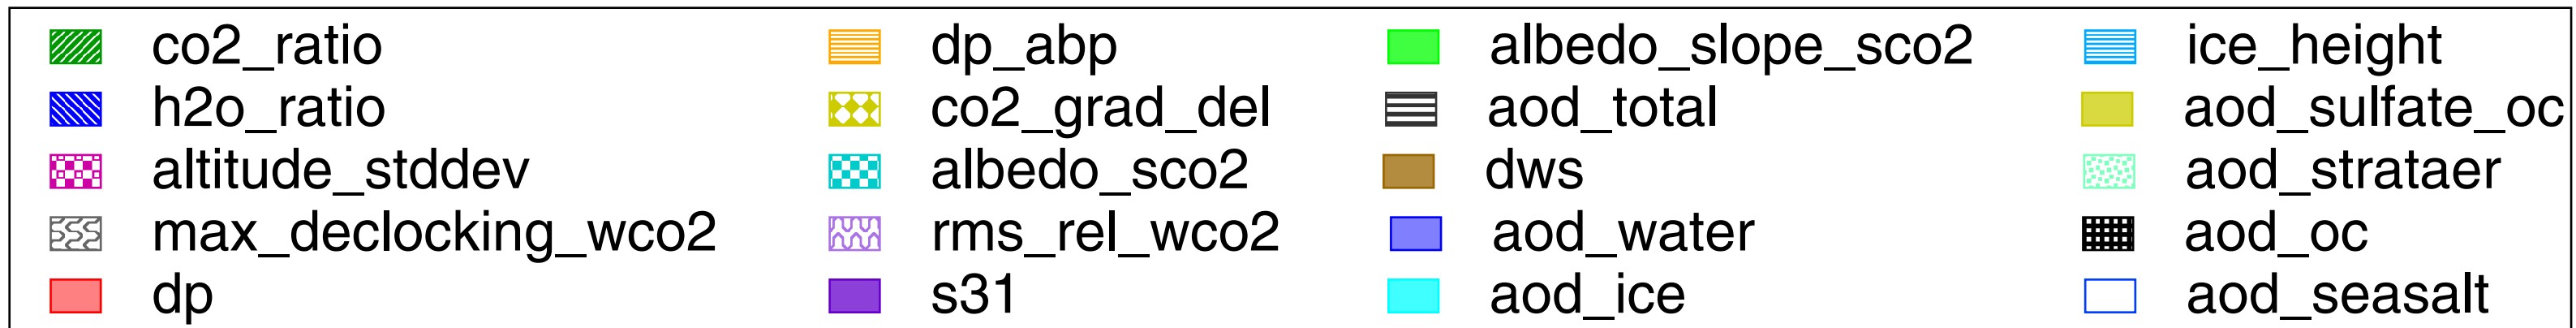 co2_ratio dp_abp albedo_slope_sco2 ice_height
h2o_ratio co2_grad_del aod_total aod_sulfate_oc
altitude_stddev albedo_sco2 dws aod_strataer
max_declocking_wco2 rms_rel_wco2 aod_water aod_oc
dp s31 aod_ice aod_seasalt